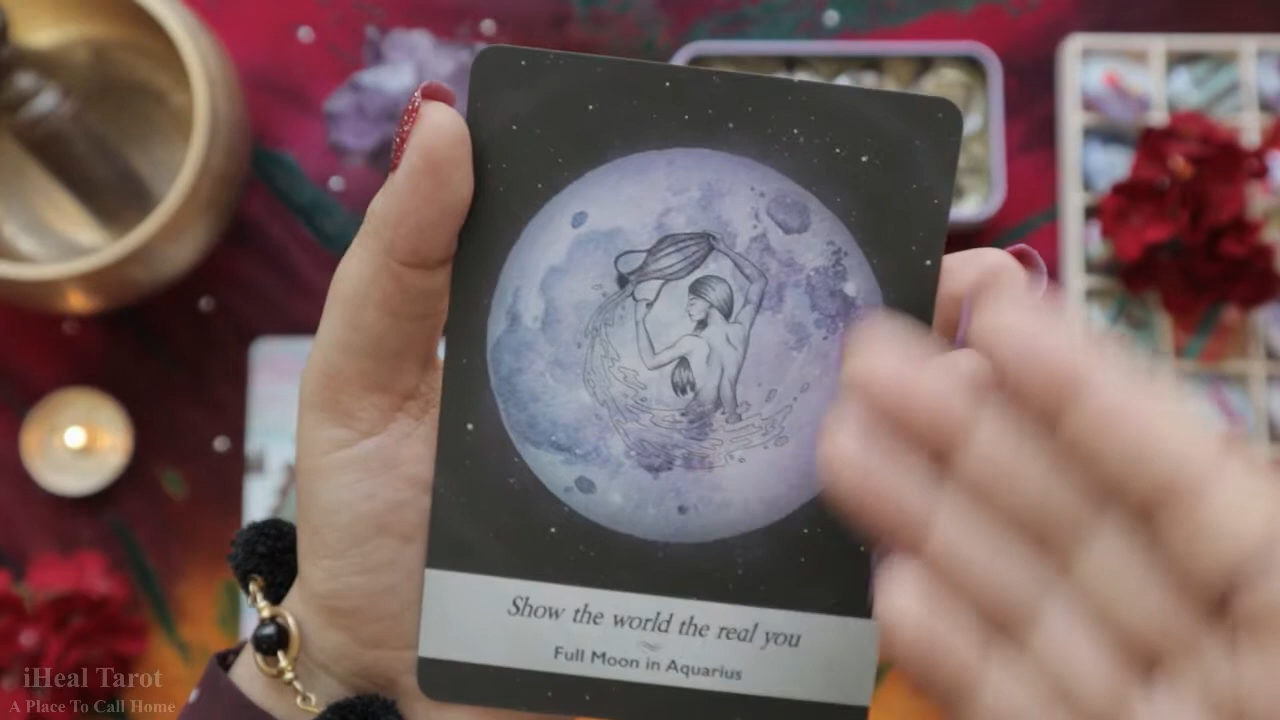 Show the world the real you
Full Moon in Aquarius
iHeal Tarot
A Place To Call Home